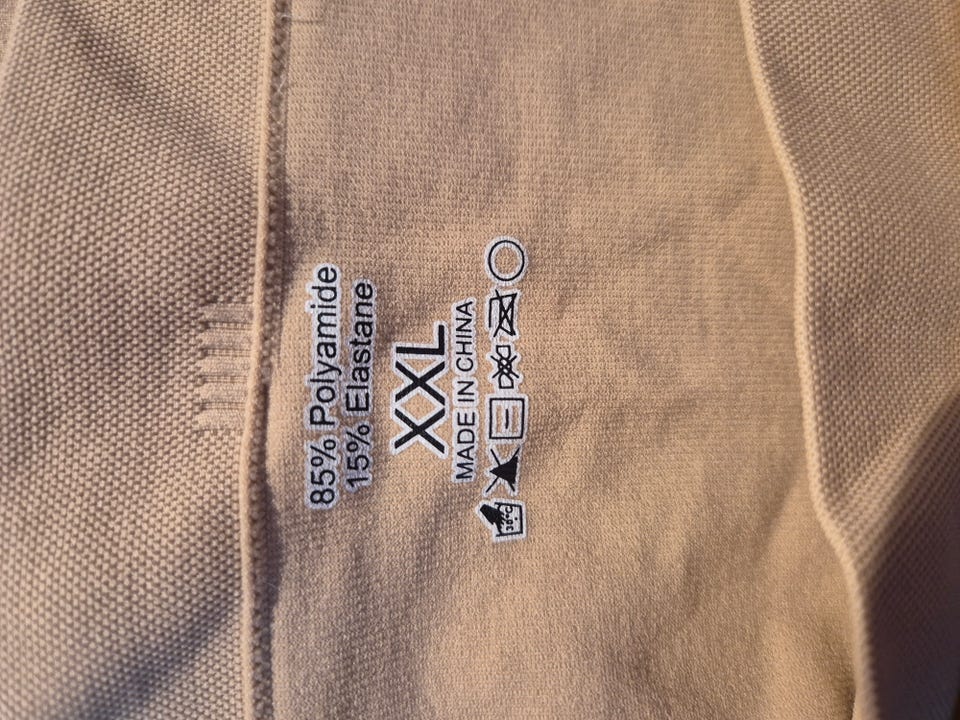 85% Polyamide
15% Elastane
XXL
MADE IN CHINA